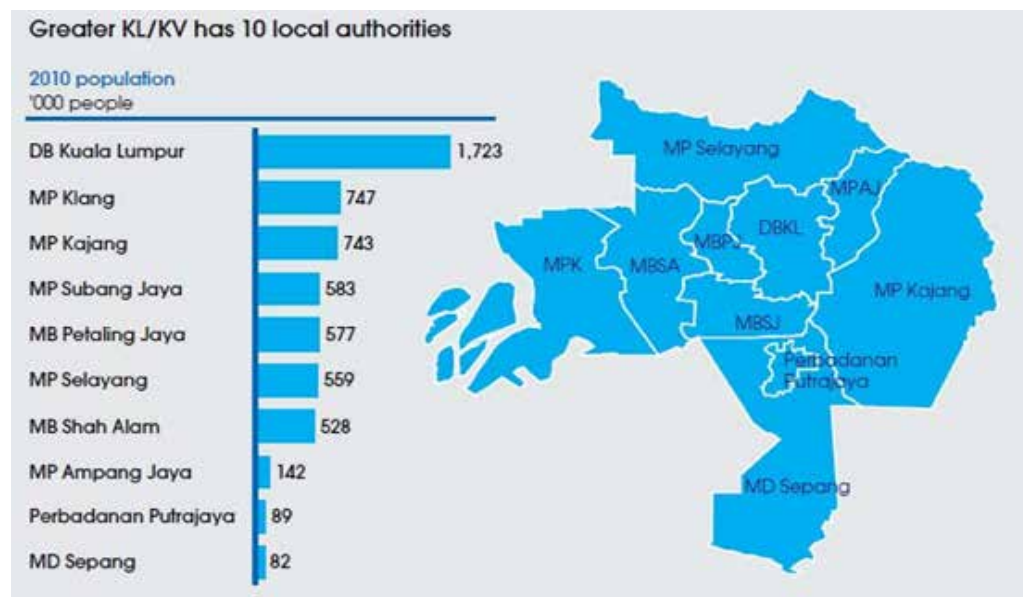 Greater KL/KV has 10 local authorities
2010 population
'000 people
DB Kuala Lumpur 1,723
MP Klang 747
MP Kajang 743
MP Subang Jaya 583
MB Petaling Jaya 577
MP Selayang 559
MB Shah Alam 528
MP Ampang Jaya 142
Perbadanan Putrajaya 89
MD Sepang 82
MP Selayang
MPAJ
DBKL
MBPJ
MPK
MBSA
MP Kajang
MBSJ
Perbadanan
Putrajaya
MD Sepang